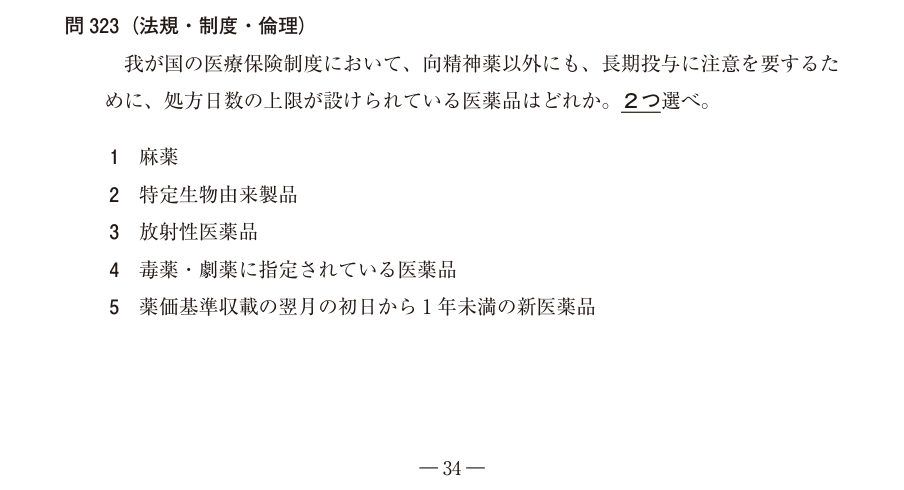 問 323（法規・制度・倫理）
我が国の医療保険制度において、向精神薬以外にも、長期投与に注意を要するた
めに、処方日数の上限が設けられている医薬品はどれか。２つ選べ。
1 麻薬
2 特定生物由来製品
3 放射性医薬品
4 毒薬・劇薬に指定されている医薬品
5 薬価基準収載の翌月の初日から１年未満の新医薬品
— 34 —